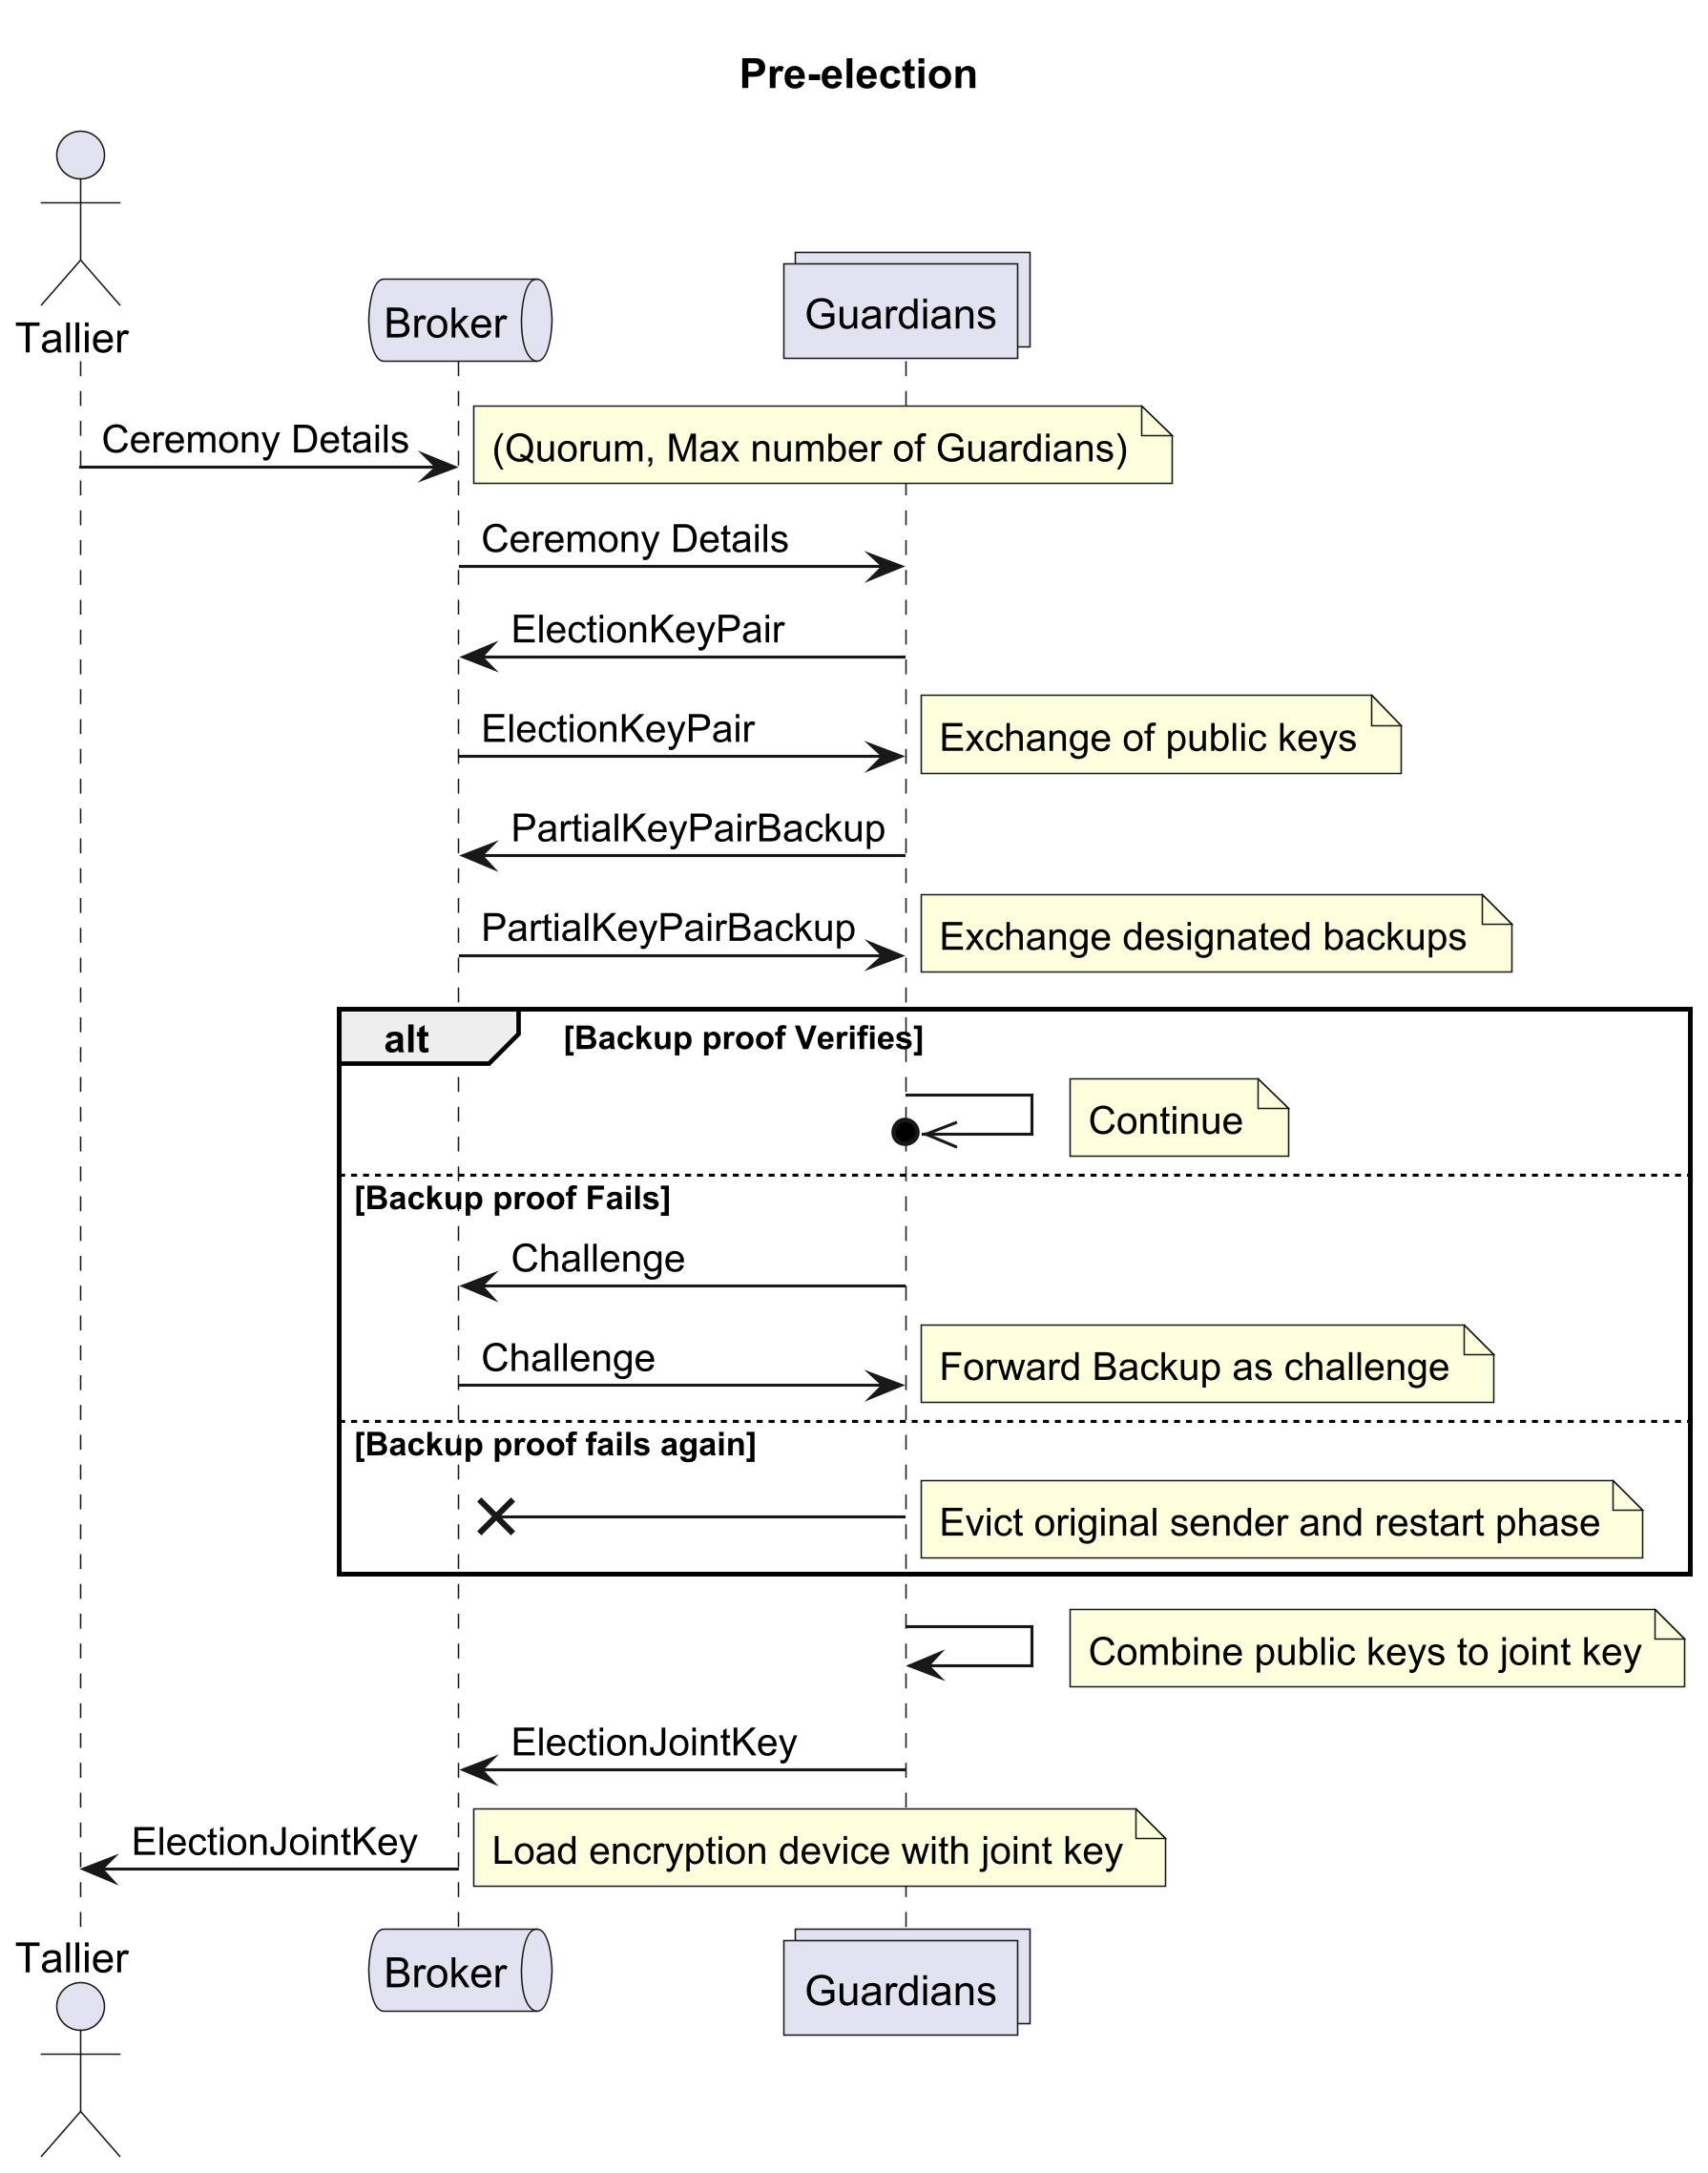 Pre-election
Tallier
Broker
Guardians
Ceremony Details
(Quorum, Max number of Guardians)
Ceremony Details
ElectionKeyPair
ElectionKeyPair
Exchange of public keys
PartialKeyPairBackup
PartialKeyPairBackup
Exchange designated backups
alt
[Backup proof Verifies]
Continue
[Backup proof Fails]
Challenge
Challenge
Forward Backup as challenge
[Backup proof fails again]
Evict original sender and restart phase
Combine public keys to joint key
ElectionJointKey
ElectionJointKey
Load encryption device with joint key
Tallier
Broker
Guardians